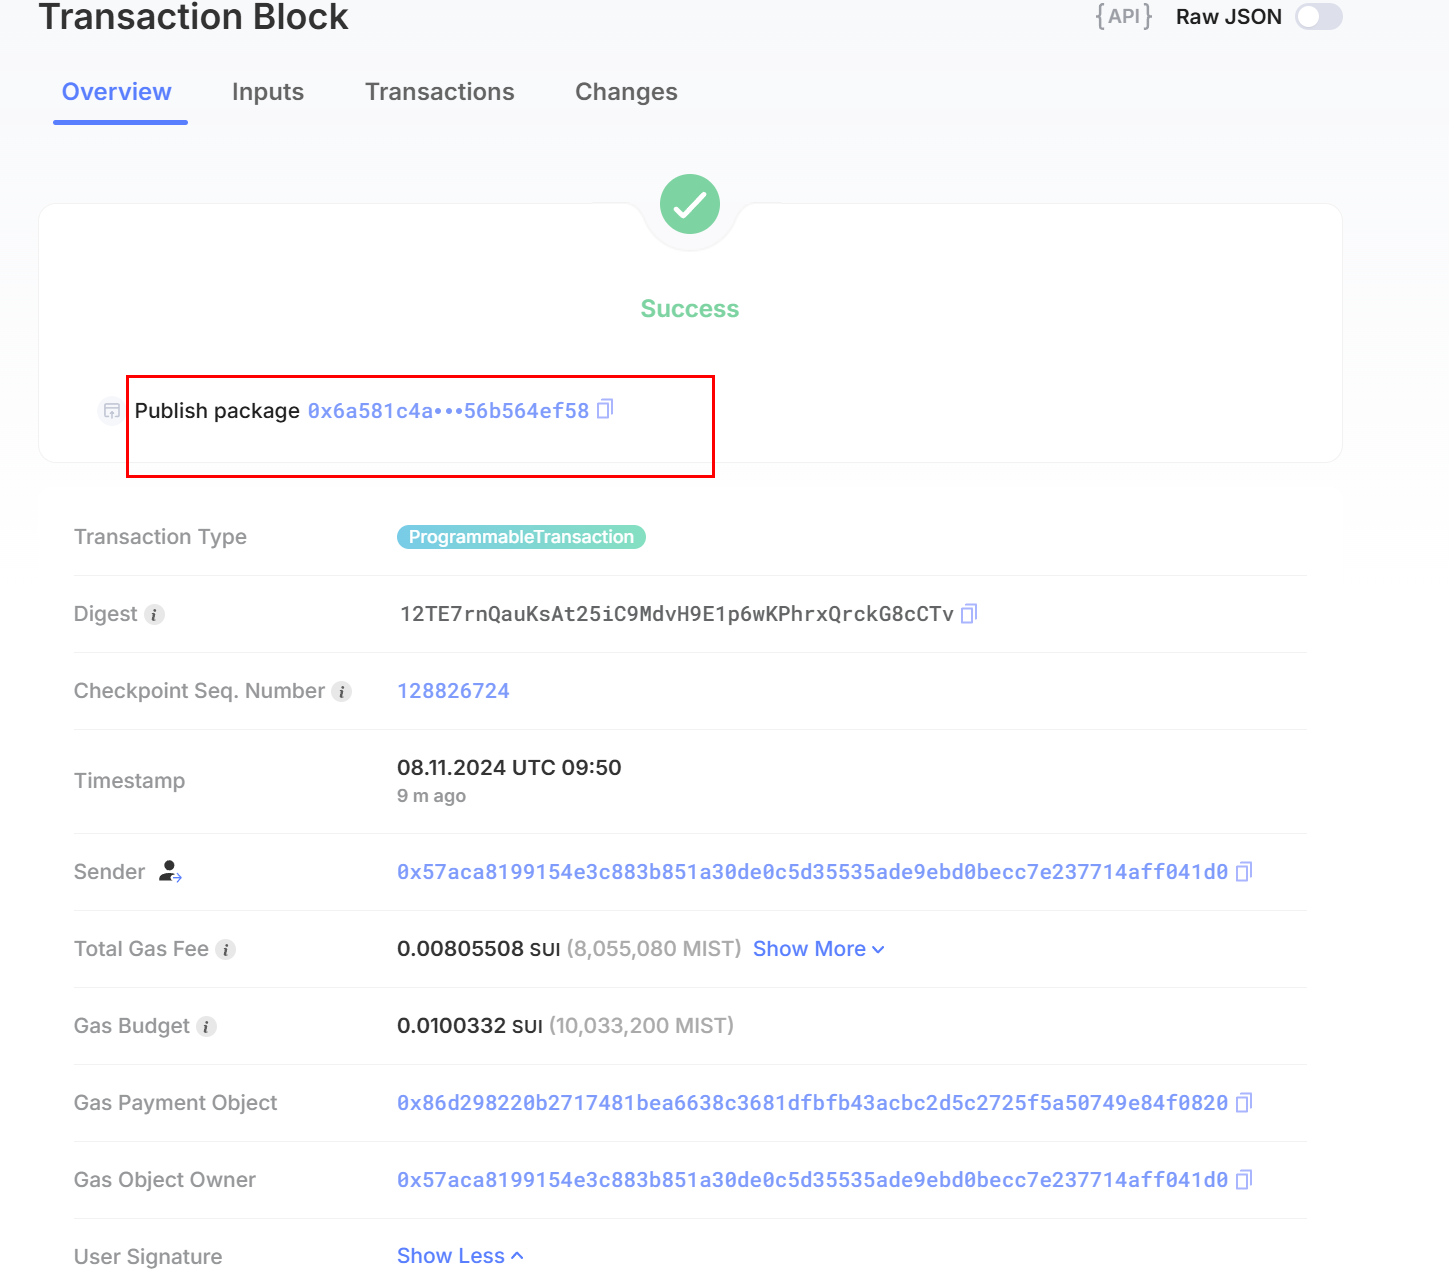 Transaction Block
{API} Raw JSON
Overview Inputs Transactions Changes
Success
Publish package 0x6a581c4a•••56b564ef58
Transaction Type ProgrammableTransaction
Digest i 12TE7rnQauKsAt25iC9MdvH9E1p6wKPhrxQrckG8cCTv
Checkpoint Seq. Number i 128826724
Timestamp 08.11.2024 UTC 09:50
9 m ago
Sender 0x57aca8199154e3c883b851a30de0c5d35535ade9ebd0becc7e237714aff041d0
Total Gas Fee i 0.00805508 SUI (8,055,080 MIST) Show More
Gas Budget i 0.0100332 SUI (10,033,200 MIST)
Gas Payment Object 0x86d298220b2717481bea6638c3681dfbfb43acbc2d5c2725f5a50749e84f0820
Gas Object Owner 0x57aca8199154e3c883b851a30de0c5d35535ade9ebd0becc7e237714aff041d0
User Signature Show Less